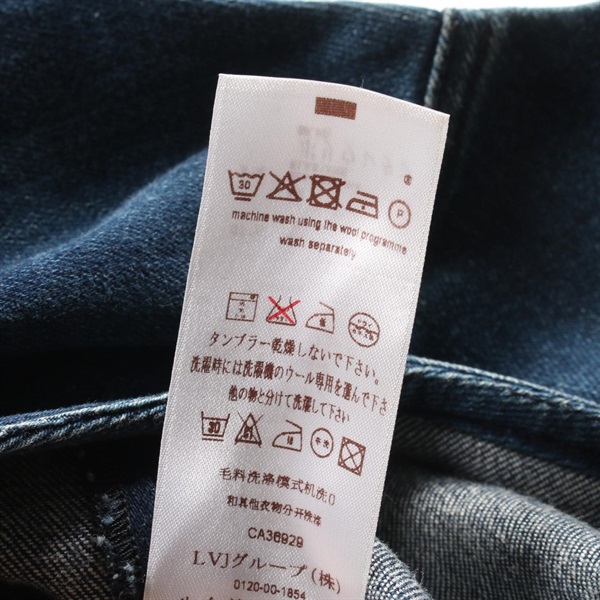 30 P
machine wash using the wool programme
wash separately
タンブラー乾燥しないで下さい。
洗濯時には洗濯機のウール専用を選んで下さ
他の物と分けて洗濯して下さい
30
毛料洗涤模式机洗0
和其他衣物分开洗涤
CA36929
LVJグループ(株)
0120-00-1854